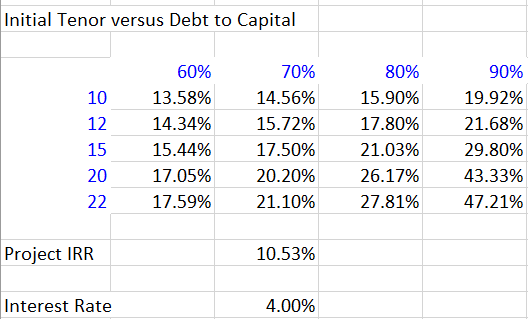 Initial Tenor versus Debt to Capital
60% 70% 80% 90%
10 13.58% 14.56% 15.90% 19.92%
12 14.34% 15.72% 17.80% 21.68%
15 15.44% 17.50% 21.03% 29.80%
20 17.05% 20.20% 26.17% 43.33%
22 17.59% 21.10% 27.81% 47.21%
Project IRR 10.53%
Interest Rate 4.00%